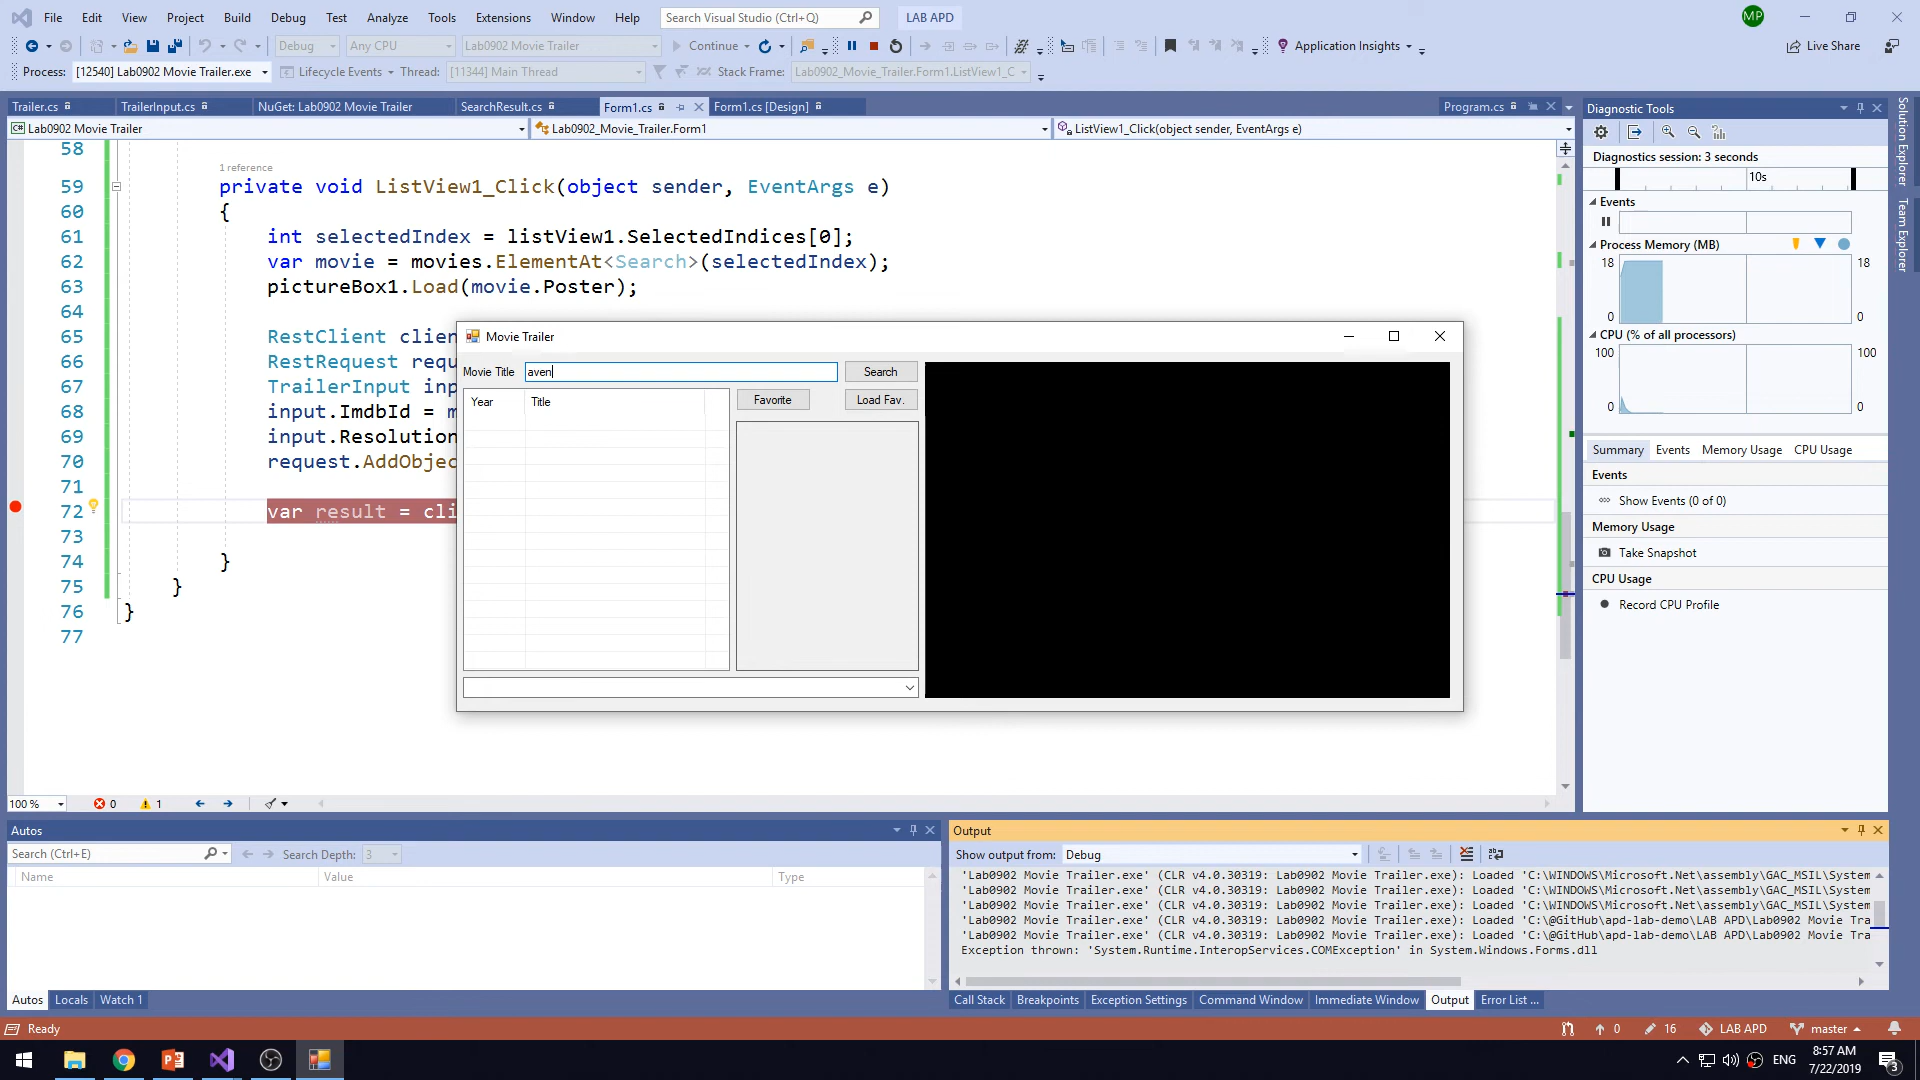 File Edit View Project Build Debug Test Analyze Tools Extensions Window Help Search Visual Studio (Ctrl+Q) LAB APD MP
Debug Any CPU Lab0902 Movie Trailer Continue Application Insights Live Share
Process: [12540] Lab0902 Movie Trailer.exe Lifecycle Events Thread: [11344] Main Thread Stack Frame: Lab0902_Movie_Trailer.Form1.ListView1_C
Trailer.cs TrailerInput.cs NuGet: Lab0902 Movie Trailer SearchResult.cs Form1.cs Form1.cs [Design] Program.cs
C# Lab0902 Movie Trailer Lab0902_Movie_Trailer.Form1 ListView1_Click(object sender, EventArgs e)
58
1 reference
59 private void ListView1_Click(object sender, EventArgs e)
60 {
61 int selectedIndex = listView1.SelectedIndices[0];
62 var movie = movies.ElementAt<Search>(selectedIndex);
63 pictureBox1.Load(movie.Poster);
64
65 RestClient clien
66 RestRequest requ
67 TrailerInput inp
68 input.ImdbId = m
69 input.Resolution
70 request.AddObjec
71
72 var result = cli
73
74 }
75 }
76 }
77
Movie Trailer
Movie Title aven Search
Year Title Favorite Load Fav.
100 % 0 1
Diagnostic Tools
Diagnostics session: 3 seconds
10s
Events
Process Memory (MB)
18 18
0 0
CPU (% of all processors)
100 100
0 0
Summary Events Memory Usage CPU Usage
Events
Show Events (0 of 0)
Memory Usage
Take Snapshot
CPU Usage
Record CPU Profile
Solution Explorer
Team Explorer
Autos
Search (Ctrl+E) Search Depth: 3
Name Value Type
Autos Locals Watch 1
Output
Show output from: Debug
'Lab0902 Movie Trailer.exe' (CLR v4.0.30319: Lab0902 Movie Trailer.exe): Loaded 'C:\WINDOWS\Microsoft.Net\assembly\GAC_MSIL\System
'Lab0902 Movie Trailer.exe' (CLR v4.0.30319: Lab0902 Movie Trailer.exe): Loaded 'C:\WINDOWS\Microsoft.Net\assembly\GAC_MSIL\System
'Lab0902 Movie Trailer.exe' (CLR v4.0.30319: Lab0902 Movie Trailer.exe): Loaded 'C:\WINDOWS\Microsoft.Net\assembly\GAC_MSIL\System
'Lab0902 Movie Trailer.exe' (CLR v4.0.30319: Lab0902 Movie Trailer.exe): Loaded 'C:\@GitHub\apd-lab-demo\LAB APD\Lab0902 Movie Tra
'Lab0902 Movie Trailer.exe' (CLR v4.0.30319: Lab0902 Movie Trailer.exe): Loaded 'C:\@GitHub\apd-lab-demo\LAB APD\Lab0902 Movie Tra
Exception thrown: 'System.Runtime.InteropServices.COMException' in System.Windows.Forms.dll
Call Stack Breakpoints Exception Settings Command Window Immediate Window Output Error List ...
Ready 0 16 LAB APD master
ENG 8:57 AM
7/22/2019 3